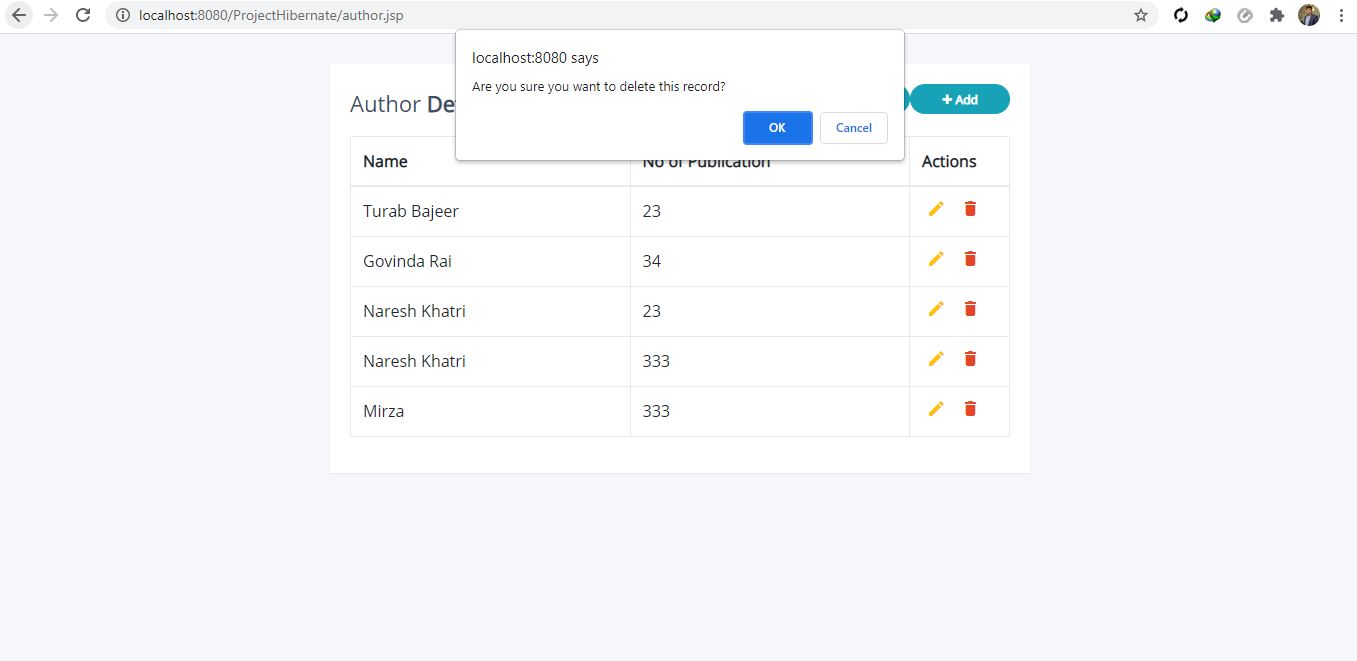 localhost:8080/ProjectHibernate/author.jsp
localhost:8080 says
Are you sure you want to delete this record?
OK
Cancel
Author
+ Add
Name
No of Publication
Actions
Turab Bajeer
23
Govinda Rai
34
Naresh Khatri
23
Naresh Khatri
333
Mirza
333